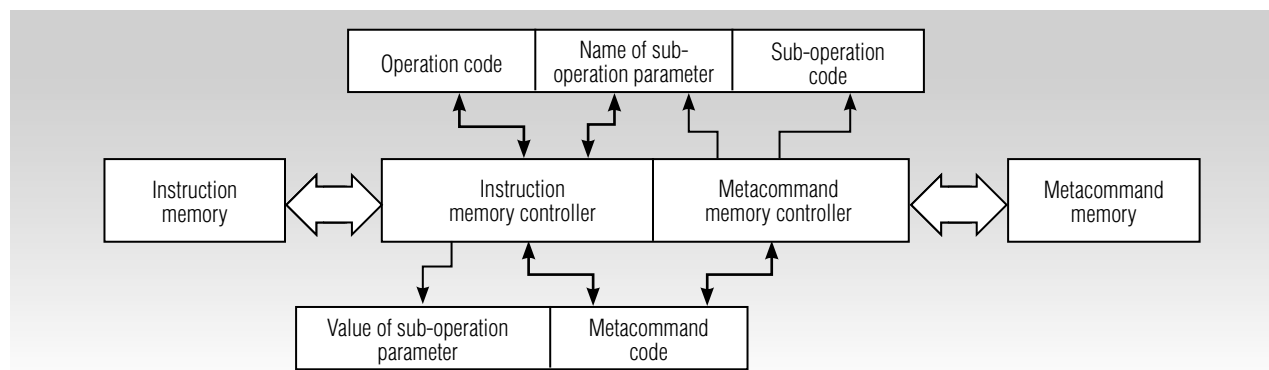 Operation code
Name of sub-
operation parameter
Sub-operation
code
Instruction
memory
Instruction
memory controller
Metacommand
memory controller
Metacommand
memory
Value of sub-operation
parameter
Metacommand
code